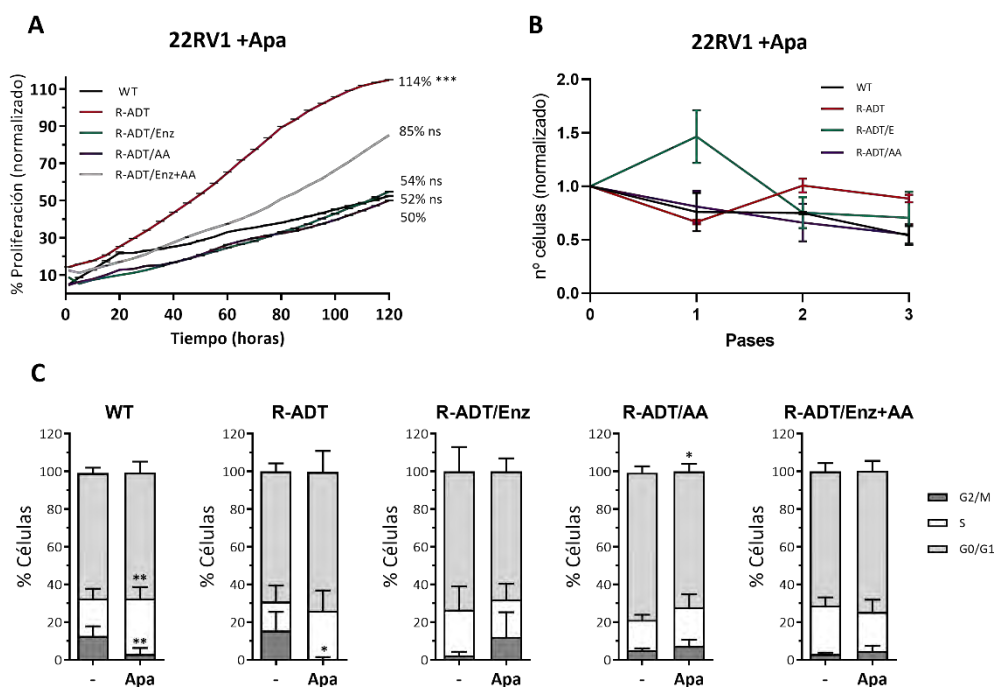 A
22RV1 +Apa
% Proliferación (normalizado)
110
90
70
50
30
10
0
20
40
60
80
100
120
Tiempo (horas)
WT
R-ADT
R-ADT/Enz
R-ADT/AA
R-ADT/Enz+AA
114% ***
85% ns
54% ns
52% ns
50%
B
22RV1 +Apa
nº células (normalizado)
2.0
1.5
1.0
0.5
0.0
0
1
2
3
Pases
WT
R-ADT
R-ADT/E
R-ADT/AA
C
WT
% Células
120
100
80
60
40
20
0
**
**
-
Apa
R-ADT
% Células
120
100
80
60
40
20
0
*
-
Apa
R-ADT/Enz
% Células
120
100
80
60
40
20
0
-
Apa
R-ADT/AA
% Células
120
100
80
60
40
20
0
*
-
Apa
R-ADT/Enz+AA
% Células
120
100
80
60
40
20
0
-
Apa
G2/M
S
G0/G1